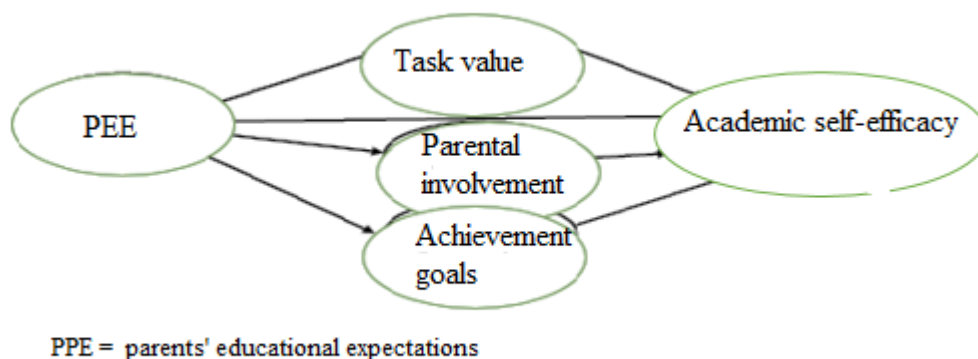 Task value
PEE
Academic self-efficacy
Parental
involvement
Achievement
goals
PPE = parents' educational expectations